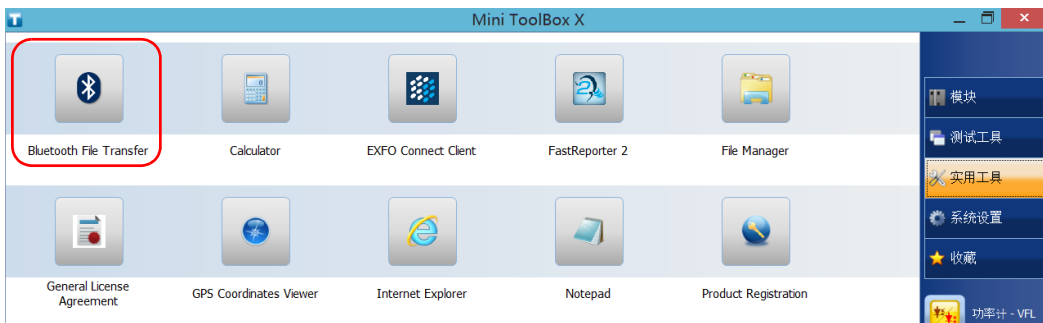 Mini ToolBox X
Bluetooth File Transfer
Calculator
EXFO Connect Client
FastReporter 2
File Manager
General License
Agreement
GPS Coordinates Viewer
Internet Explorer
Notepad
Product Registration
模块
测试工具
实用工具
系统设置
收藏
功率计 - VFL